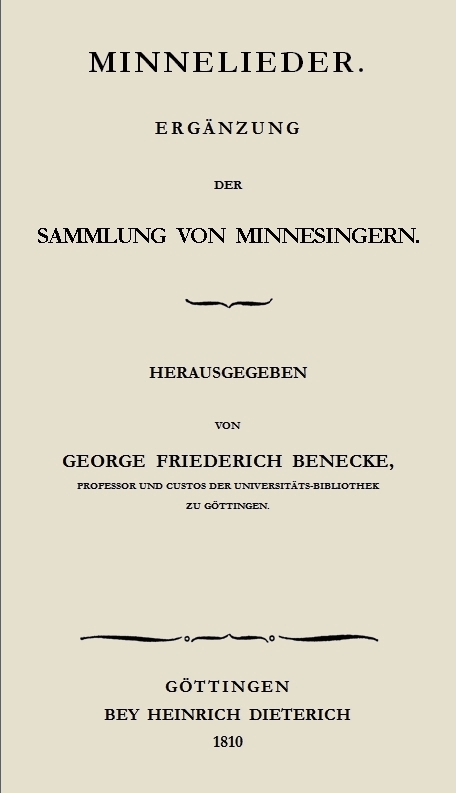 MINNELIEDER.
ERGÄNZUNG
DER
SAMMLUNG VON MINNESINGERN.
HERAUSGEGEBEN
VON
GEORGE FRIEDERICH BENECKE,
PROFESSOR UND CUSTOS DER UNIVERSITÄTS-BIBLIOTHEK
ZU GÖTTINGEN.
GÖTTINGEN
BEY HEINRICH DIETERICH
1810